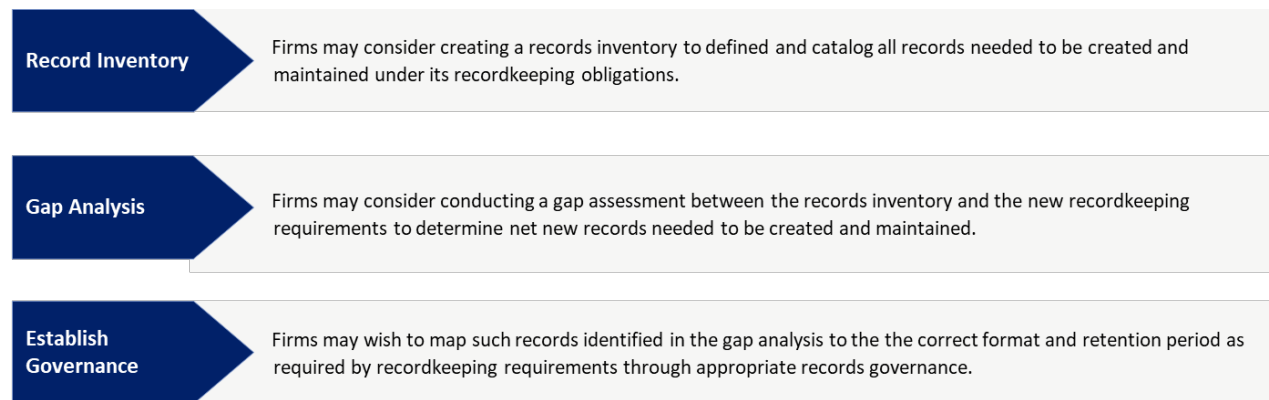 Record Inventory
Firms may consider creating a records inventory to defined and catalog all records needed to be created and
maintained under its recordkeeping obligations.
Gap Analysis
Firms may consider conducting a gap assessment between the records inventory and the new recordkeeping
requirements to determine net new records needed to be created and maintained.
Establish
Governance
Firms may wish to map such records identified in the gap analysis to the the correct format and retention period as
required by recordkeeping requirements through appropriate records governance.